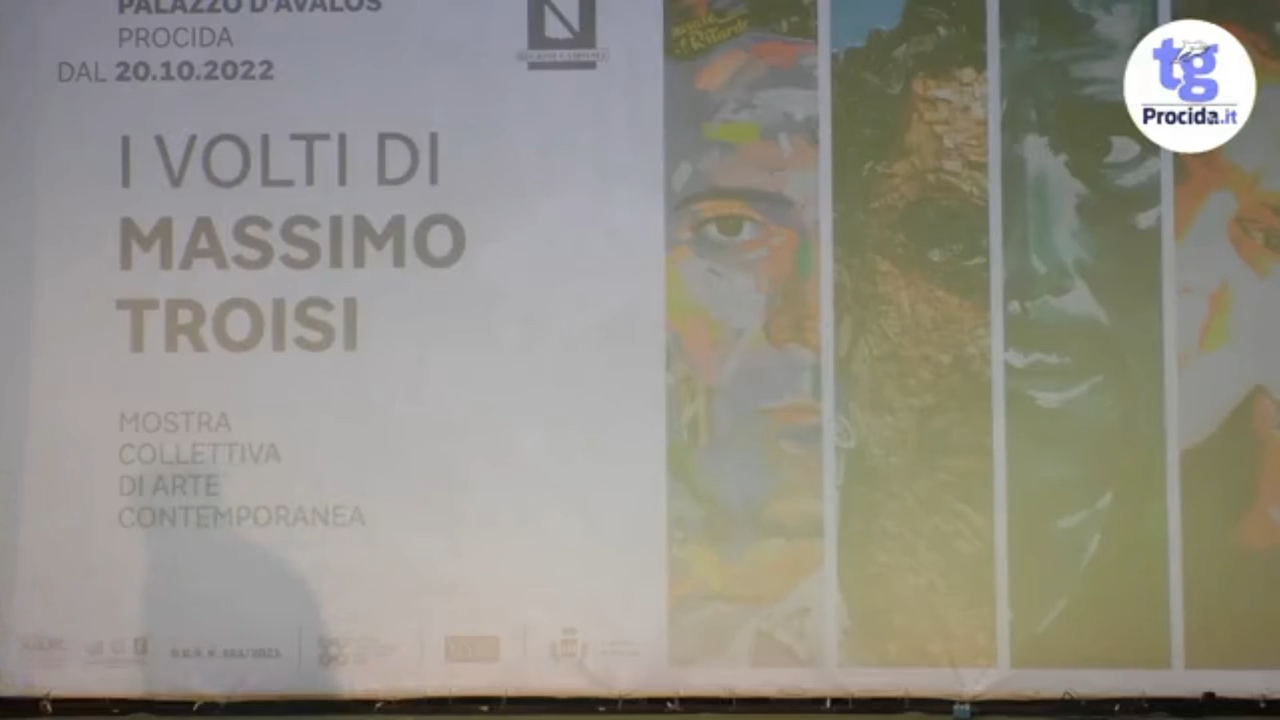 PALAZZO D'AVALOS
PROCIDA
DAL 20.10.2022
I VOLTI DI
MASSIMO
TROISI
MOSTRA
COLLETTIVA
DI ARTE
CONTEMPORANEA
tg
Procida.it